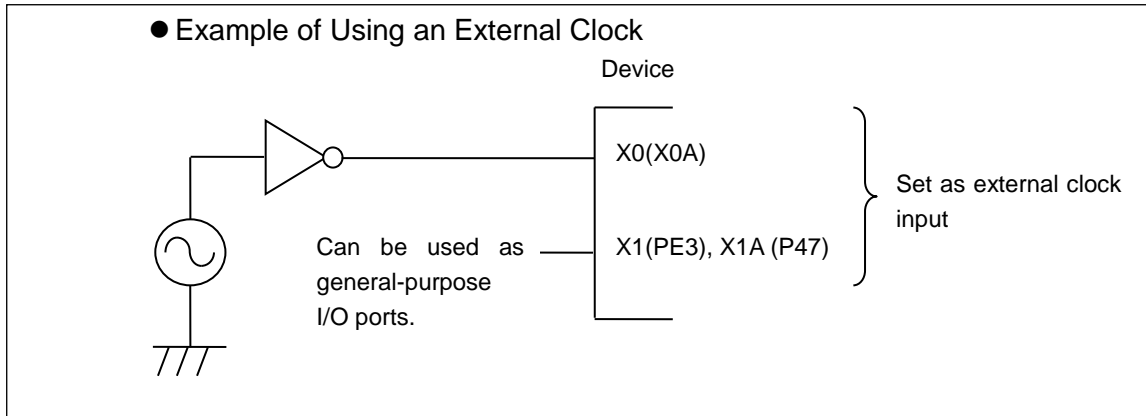 ● Example of Using an External Clock
Device
X0(X0A)
Set as external clock
input
Can be used as
general-purpose
I/O ports.
X1(PE3), X1A (P47)